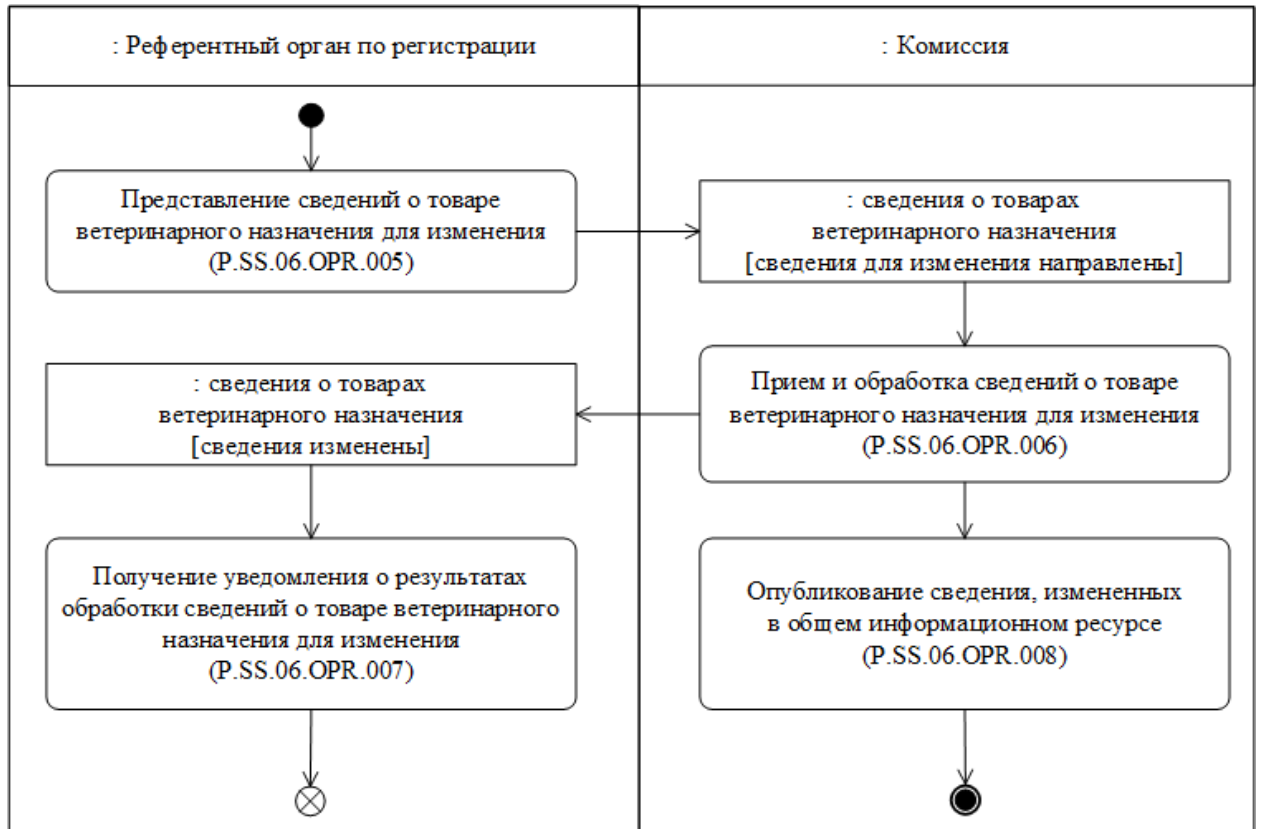 : Референтный орган по регистрации
: Комиссия
Представление сведений о товаре
ветеринарного назначения для изменения
(P.SS.06.OPR.005)
: сведения о товарах
ветеринарного назначения
[сведения для изменения направлены]
: сведения о товарах
ветеринарного назначения
[сведения изменены]
Прием и обработка сведений о товаре
ветеринарного назначения для изменения
(P.SS.06.OPR.006)
Получение уведомления о результатах
обработки сведений о товаре ветеринарного
назначения для изменения
(P.SS.06.OPR.007)
Опубликование сведения, измененных
в общем информационном ресурсе
(P.SS.06.OPR.008)